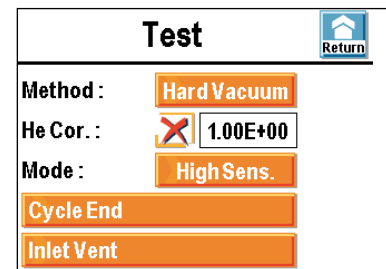 Test
Return
Method : Hard Vacuum
He Cor. : 1.00E+00
Mode : High Sens.
Cycle End
Inlet Vent